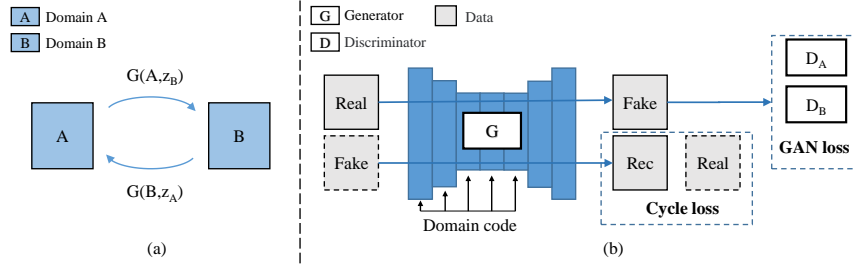 A Domain A
B Domain B
G(A,z_B)
A
B
G(B,z_A)
(a)
G Generator
D Discriminator
Data
Real
Fake
G
Fake
Rec
Real
D_A
D_B
GAN loss
Cycle loss
Domain code
(b)